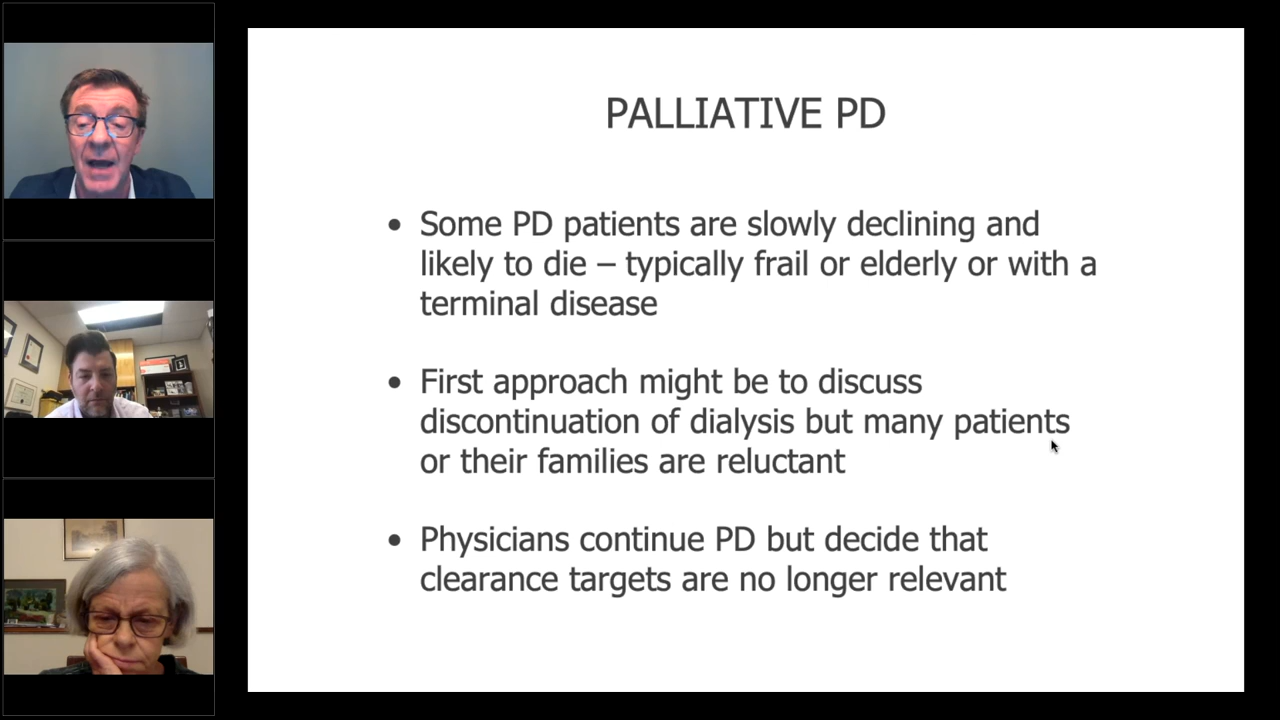 PALLIATIVE PD
• Some PD patients are slowly declining and
likely to die – typically frail or elderly or with a
terminal disease
• First approach might be to discuss
discontinuation of dialysis but many patients
or their families are reluctant
• Physicians continue PD but decide that
clearance targets are no longer relevant